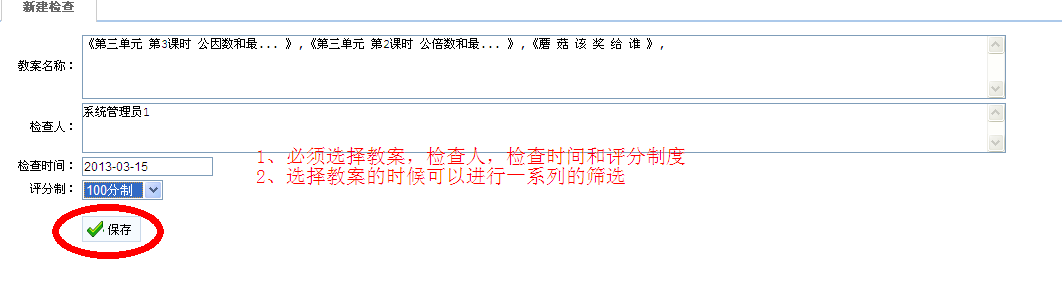 新建检查
教案名称：
《第三单元 第3课时 公因数和最... 》,《第三单元 第2课时 公倍数和最... 》,《蘑 菇 该 奖 给 谁 》,
检查人：
系统管理员1
检查时间：2013-03-15
1、必须选择教案，检查人，检查时间和评分制度
2、选择教案的时候可以进行一系列的筛选
评分制：100分制
保存